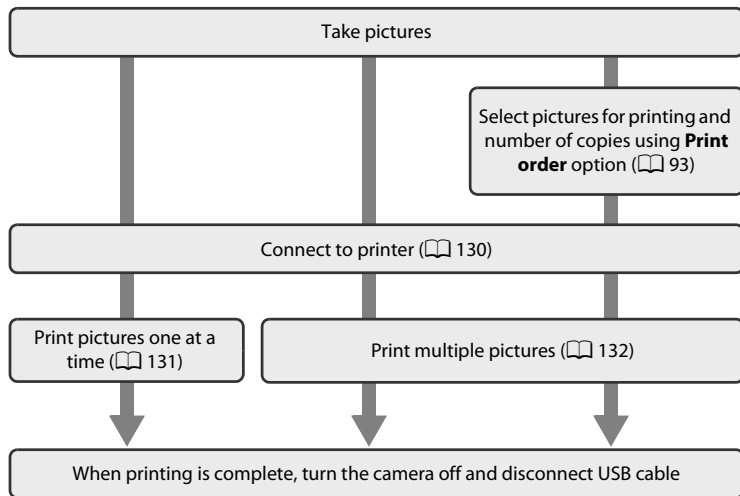 Take pictures
Select pictures for printing and
number of copies using Print
order option (📖 93)
Connect to printer (📖 130)
Print pictures one at a
time (📖 131)
Print multiple pictures (📖 132)
When printing is complete, turn the camera off and disconnect USB cable